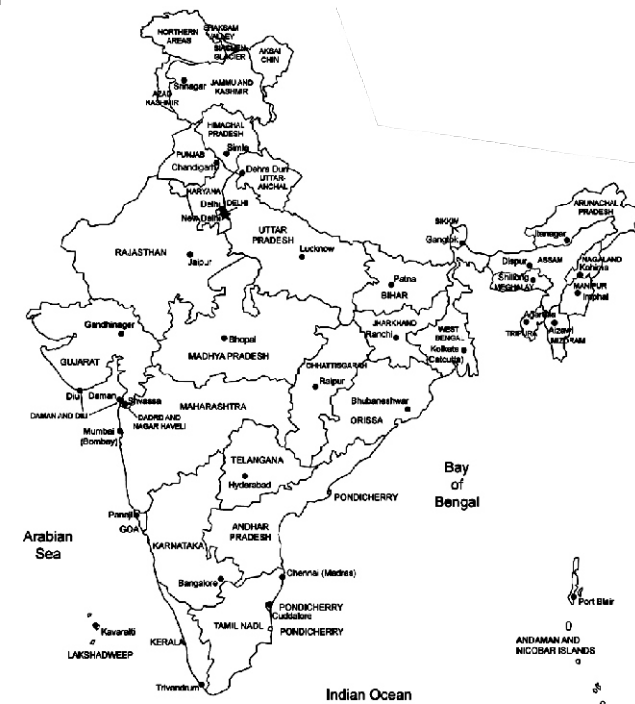 NORTHERN
AREAS
SHAKSAM
VALLEY
SIACHEN
GLACIER
AKSAI
CHIN
Srinagar
JAMMU AND
KASHMIR
AZAD
KASHMIR
HIMACHAL
PRADESH
Simla
PUNJAB
Chandigarh
Dehra Dun
UTTAR-
ANCHAL
HARYANA
Delhi
DELHI
New Delhi
RAJASTHAN
Jaipur
UTTAR
PRADESH
Lucknow
SIKKIM
Gangtok
ARUNACHAL
PRADESH
Itanagar
Dispur
ASSAM
NAGALAND
Kohima
Shillong
MEGHALAY
MANIPUR
Imphal
Patna
BIHAR
Agartala
TRIPURA
Aizawl
MIZORAM
Gandhinagar
GUJARAT
Bhopal
MADHYA PRADESH
JHARKHAND
Ranchi
WEST
BENGAL
Kolkata
(Calcutta)
CHHATTISGARAH
Raipur
Diu
Daman
Silvassa
DAMAN AND DIU
DADRD AND
NAGAR HAVELI
MAHARASHTRA
Bhubaneshwar
ORISSA
Mumbai
(Bombay)
TELANGANA
Hyderabad
PONDICHERRY
Bay
of
Bengal
Arabian
Sea
Panaji
GOA
KARNATAKA
ANDHAR
PRADESH
Bangalore
Chennai (Madras)
PONDICHERRY
Cuddalore
PONDICHERRY
TAMIL NADL
Kavaratti
LAKSHADWEEP
KERALA
Trivandrum
Port Blair
ANDAMAN AND
NICOBAR ISLANDS
Indian Ocean